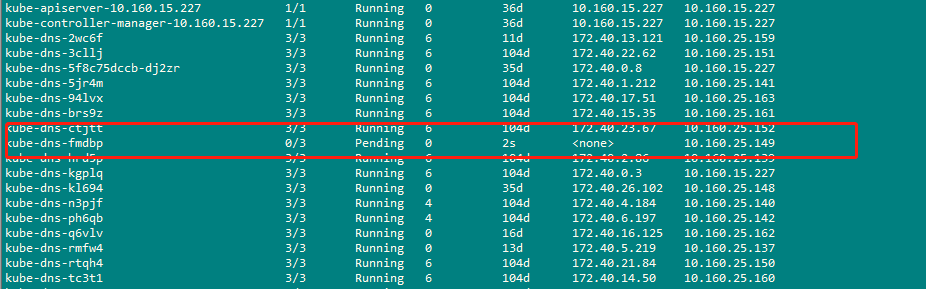 kube-apiserver-10.160.15.227 1/1 Running 0 36d 10.160.15.227 10.160.15.227
kube-controller-manager-10.160.15.227 1/1 Running 0 36d 10.160.15.227 10.160.15.227
kube-dns-2wc6f 3/3 Running 6 11d 172.40.13.121 10.160.25.159
kube-dns-3cllj 3/3 Running 6 104d 172.40.22.62 10.160.25.151
kube-dns-5f8c75dccb-dj2zr 3/3 Running 0 35d 172.40.0.8 10.160.15.227
kube-dns-5jr4m 3/3 Running 6 104d 172.40.1.212 10.160.25.141
kube-dns-94lvx 3/3 Running 6 104d 172.40.17.51 10.160.25.163
kube-dns-brs9z 3/3 Running 6 104d 172.40.15.35 10.160.25.161
kube-dns-ctjtt 3/3 Running 6 104d 172.40.23.67 10.160.25.152
kube-dns-fmdbp 0/3 Pending 0 2s <none> 10.160.25.149
kube-dns-hrd5p 3/3 Running 6 104d 172.40.2.86 10.160.25.139
kube-dns-kgplq 3/3 Running 6 104d 172.40.0.3 10.160.15.227
kube-dns-kl694 3/3 Running 0 35d 172.40.26.102 10.160.25.148
kube-dns-n3pjf 3/3 Running 4 104d 172.40.4.184 10.160.25.140
kube-dns-ph6qb 3/3 Running 4 104d 172.40.6.197 10.160.25.142
kube-dns-q6vlv 3/3 Running 0 16d 172.40.16.125 10.160.25.162
kube-dns-rmfw4 3/3 Running 0 13d 172.40.5.219 10.160.25.137
kube-dns-rtqh4 3/3 Running 6 104d 172.40.21.84 10.160.25.150
kube-dns-tc3t1 3/3 Running 6 104d 172.40.14.50 10.160.25.160